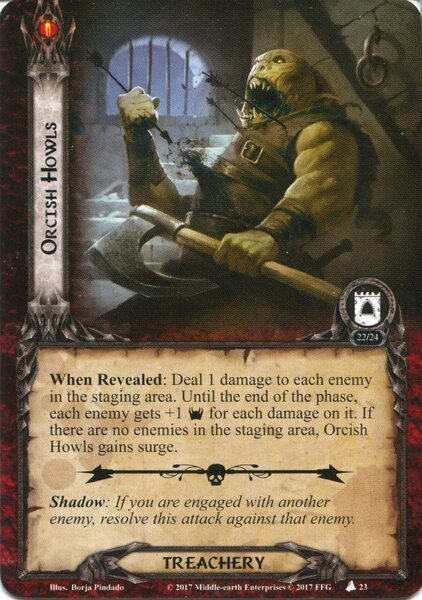 Orcish Howls
22/24
When Revealed: Deal 1 damage to each enemy
in the staging area. Until the end of the phase,
each enemy gets +1 for each damage on it. If
there are no enemies in the staging area, Orcish
Howls gains surge.
Shadow: If you are engaged with another
enemy, resolve this attack against that enemy.
TREACHERY
Illus. Borja Pindado
© 2017 Middle-earth Enterprises © 2017 FFG
23